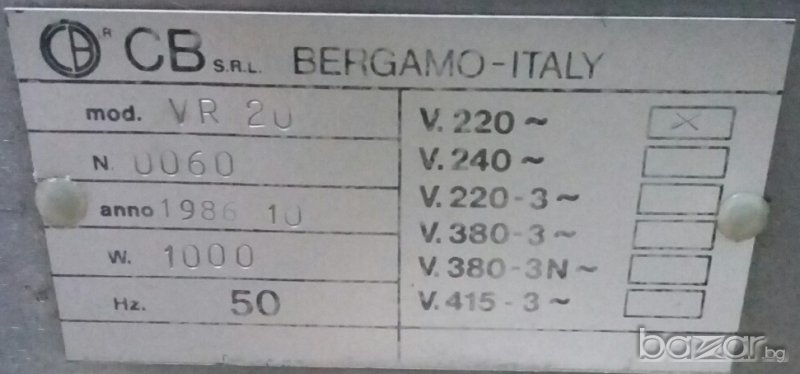 CB ® CB S.R.L. BERGAMO-ITALY
mod. VR 20
N. 0060
anno 1986 10
W. 1000
Hz. 50
V. 220 ~ X
V. 240 ~
V. 220-3 ~
V. 380-3 ~
V. 380-3N ~
V. 415-3 ~
bazar.bg